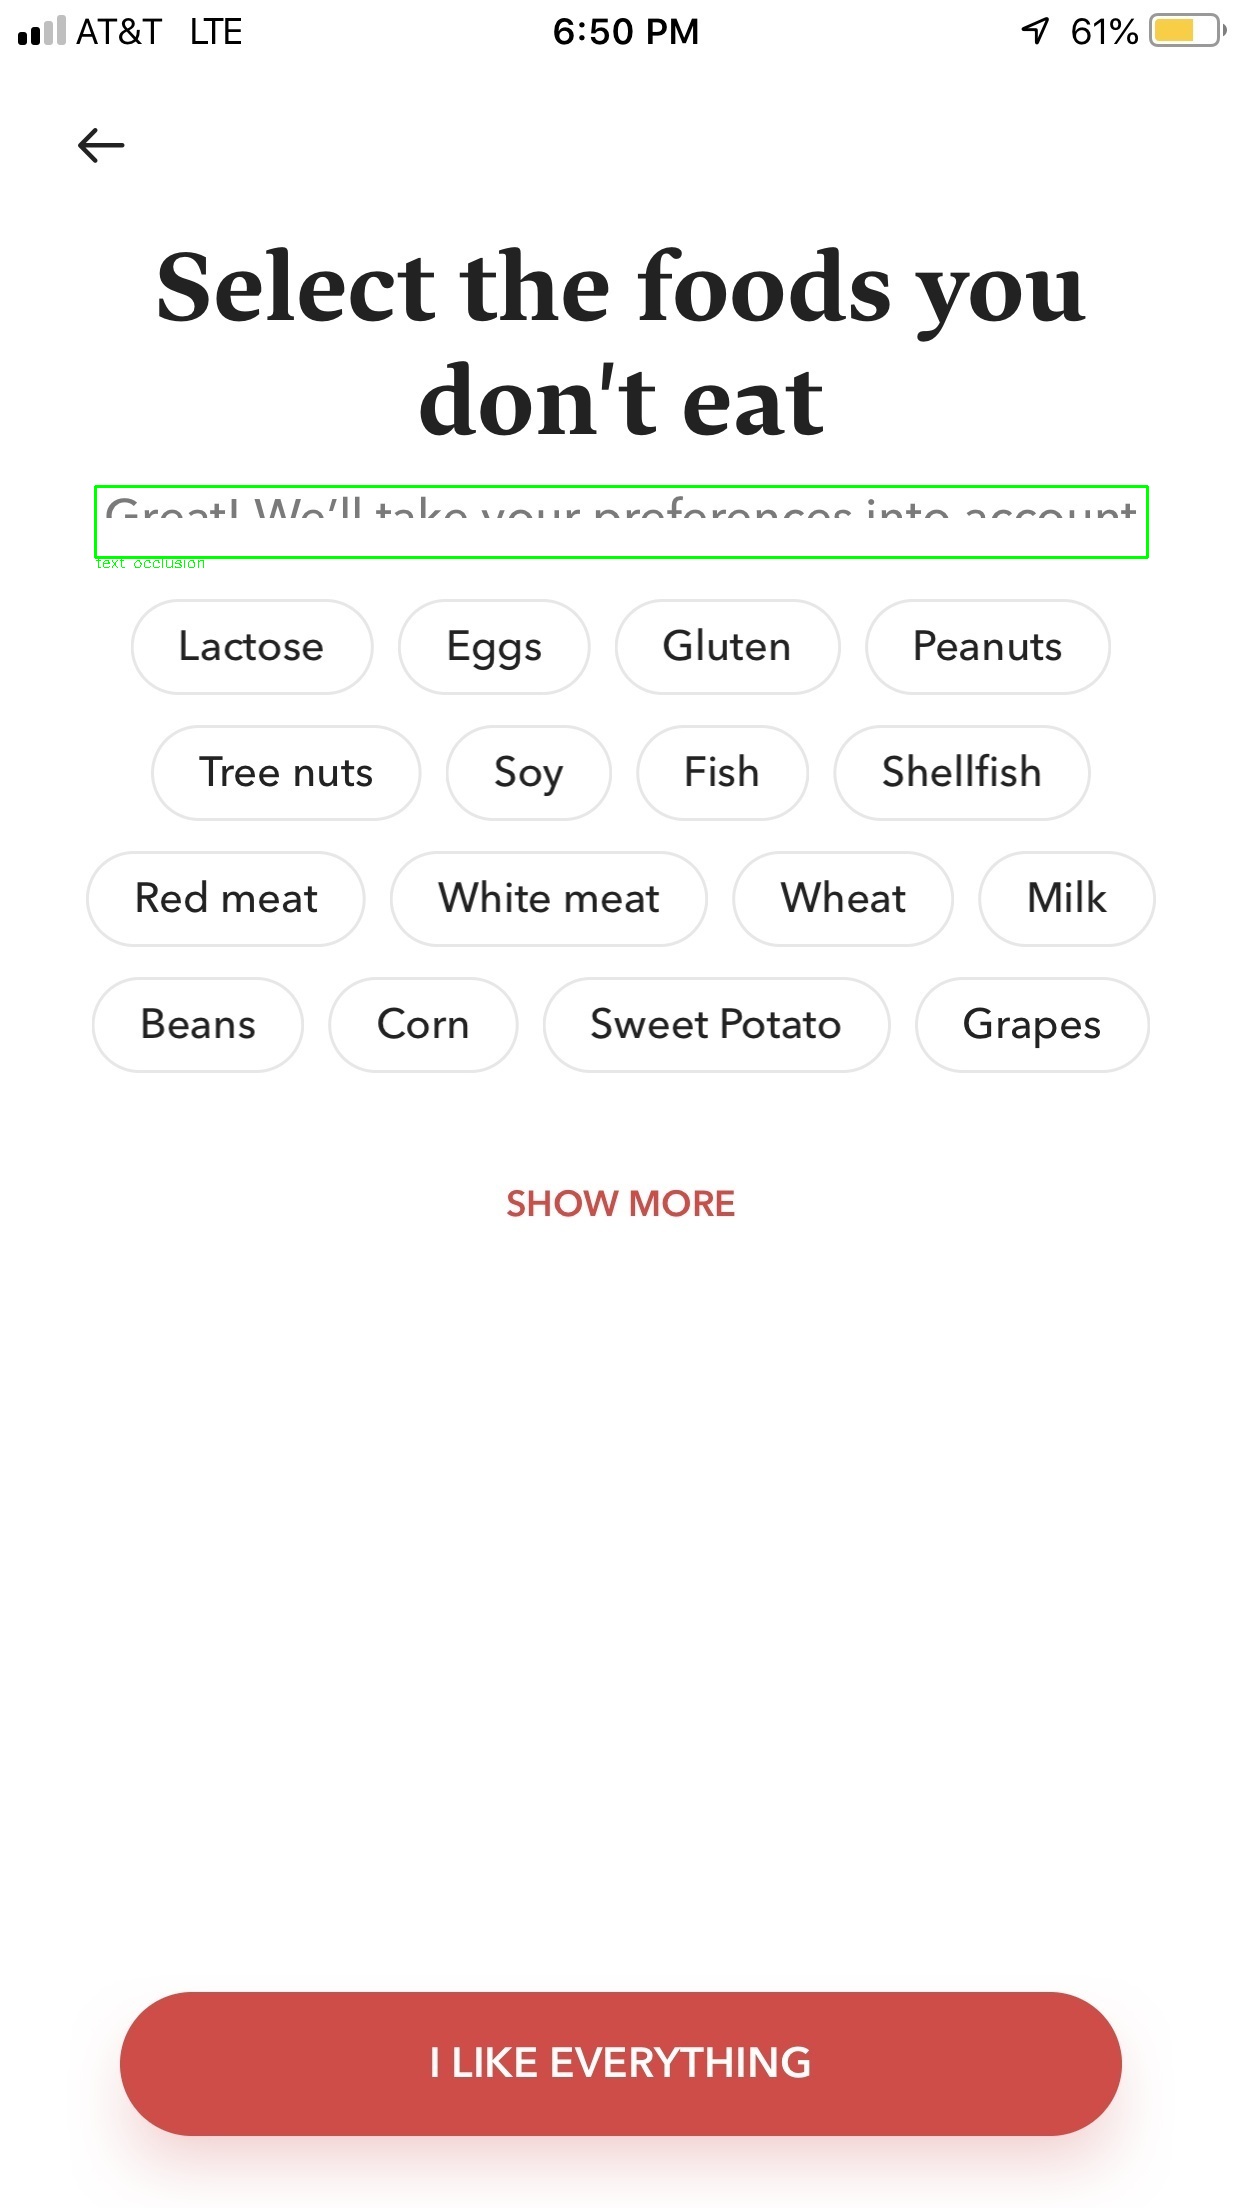 AT&T LTE 6:50 PM 61%
Select the foods you
don't eat
Great! We'll take your preferences into account
text occlusion
Lactose Eggs Gluten Peanuts
Tree nuts Soy Fish Shellfish
Red meat White meat Wheat Milk
Beans Corn Sweet Potato Grapes
SHOW MORE
I LIKE EVERYTHING